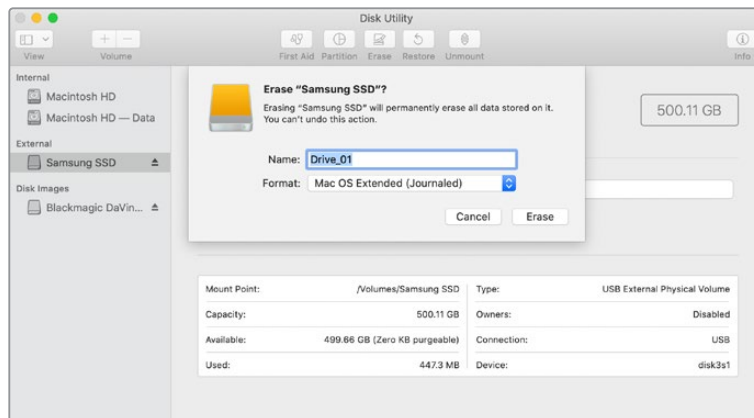 Disk Utility
View
Volume
First Aid
Partition
Erase
Restore
Unmount
Info
Internal
Macintosh HD
Macintosh HD — Data
External
Samsung SSD
Disk Images
Blackmagic DaVin...
Erase “Samsung SSD”?
Erasing “Samsung SSD” will permanently erase all data stored on it.
You can’t undo this action.
Name: Drive_01
Format: Mac OS Extended (Journaled)
Cancel
Erase
500.11 GB
Mount Point: /Volumes/Samsung SSD
Capacity: 500.11 GB
Available: 499.66 GB (Zero KB purgeable)
Used: 447.3 MB
Type: USB External Physical Volume
Owners: Disabled
Connection: USB
Device: disk3s1